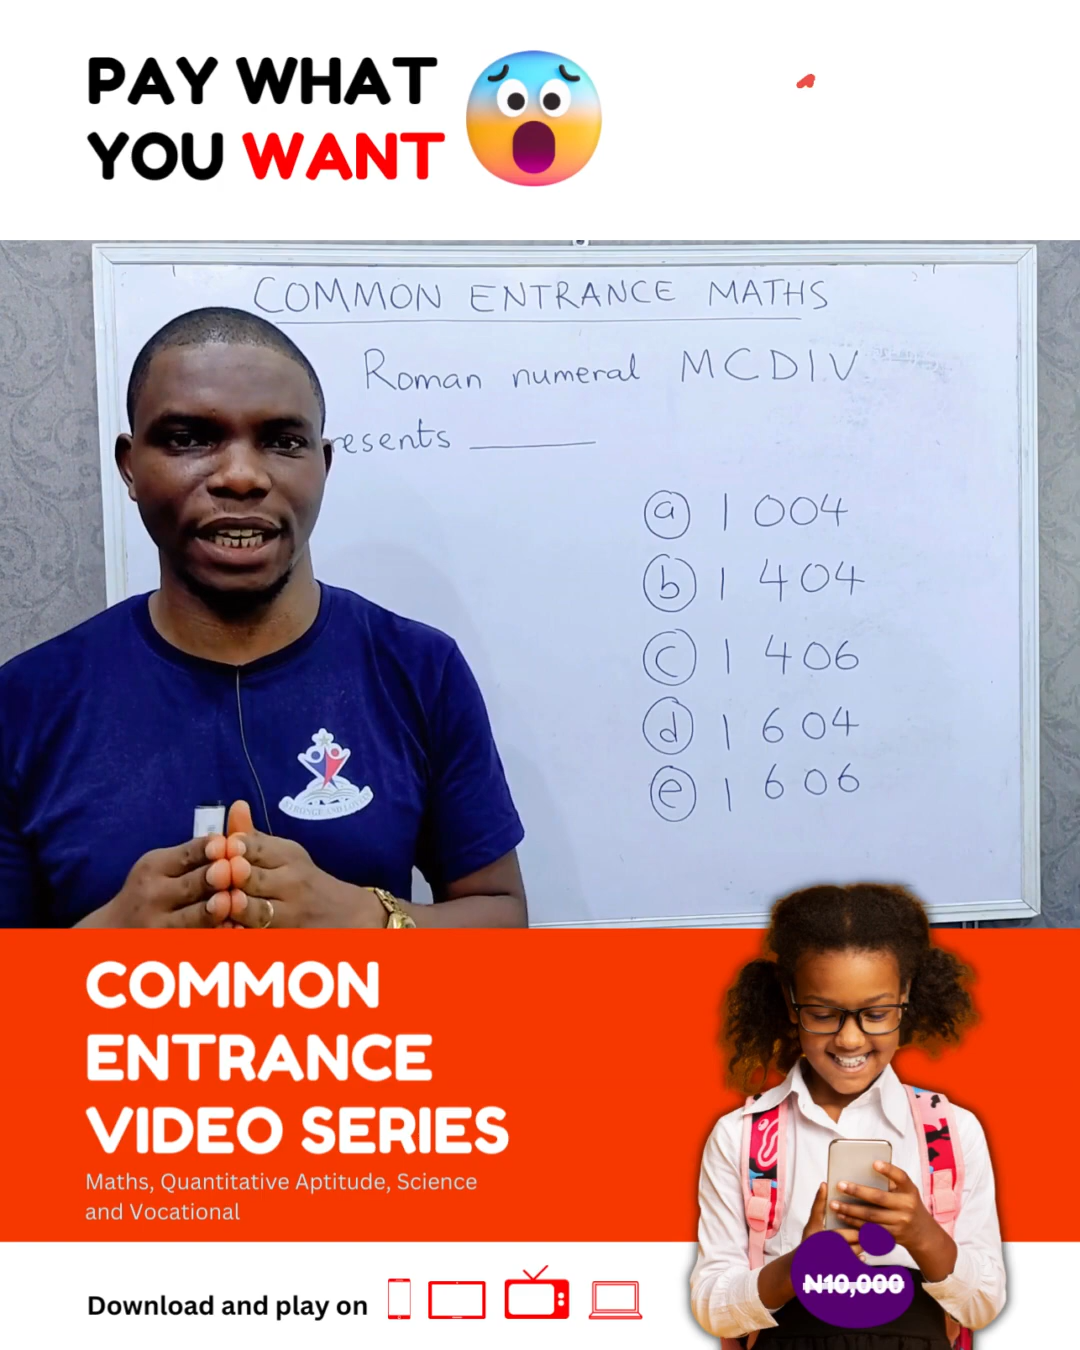 PAY WHAT
YOU WANT
COMMON ENTRANCE MATHS
Roman numeral MCDIV
resents
ⓐ 1 004
ⓑ 1 404
ⓒ 1 406
ⓓ 1 604
ⓔ 1 606
COMMON
ENTRANCE
VIDEO SERIES
Maths, Quantitative Aptitude, Science
and Vocational
Download and play on
₦10,000